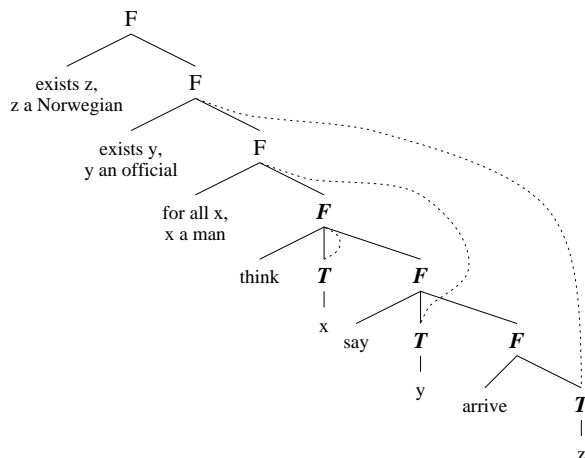 F
exists z,
z a Norwegian
F
exists y,
y an official
F
for all x,
x a man
F
think
T
F
x
say
T
F
y
arrive
T
z